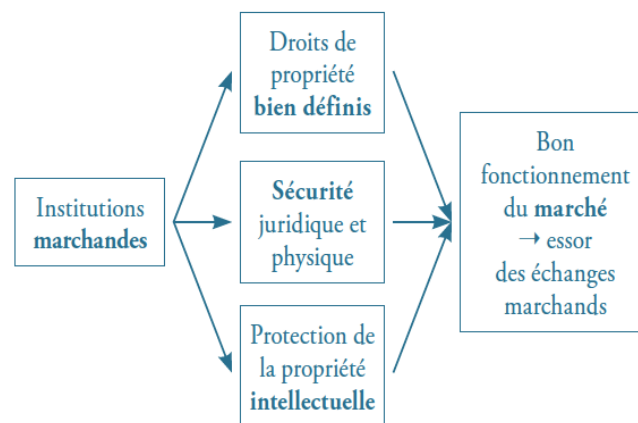 Institutions
marchandes
Droits de
propriété
bien définis
Sécurité
juridique et
physique
Protection de
la propriété
intellectuelle
Bon
fonctionnement
du marché
→ essor
des échanges
marchands